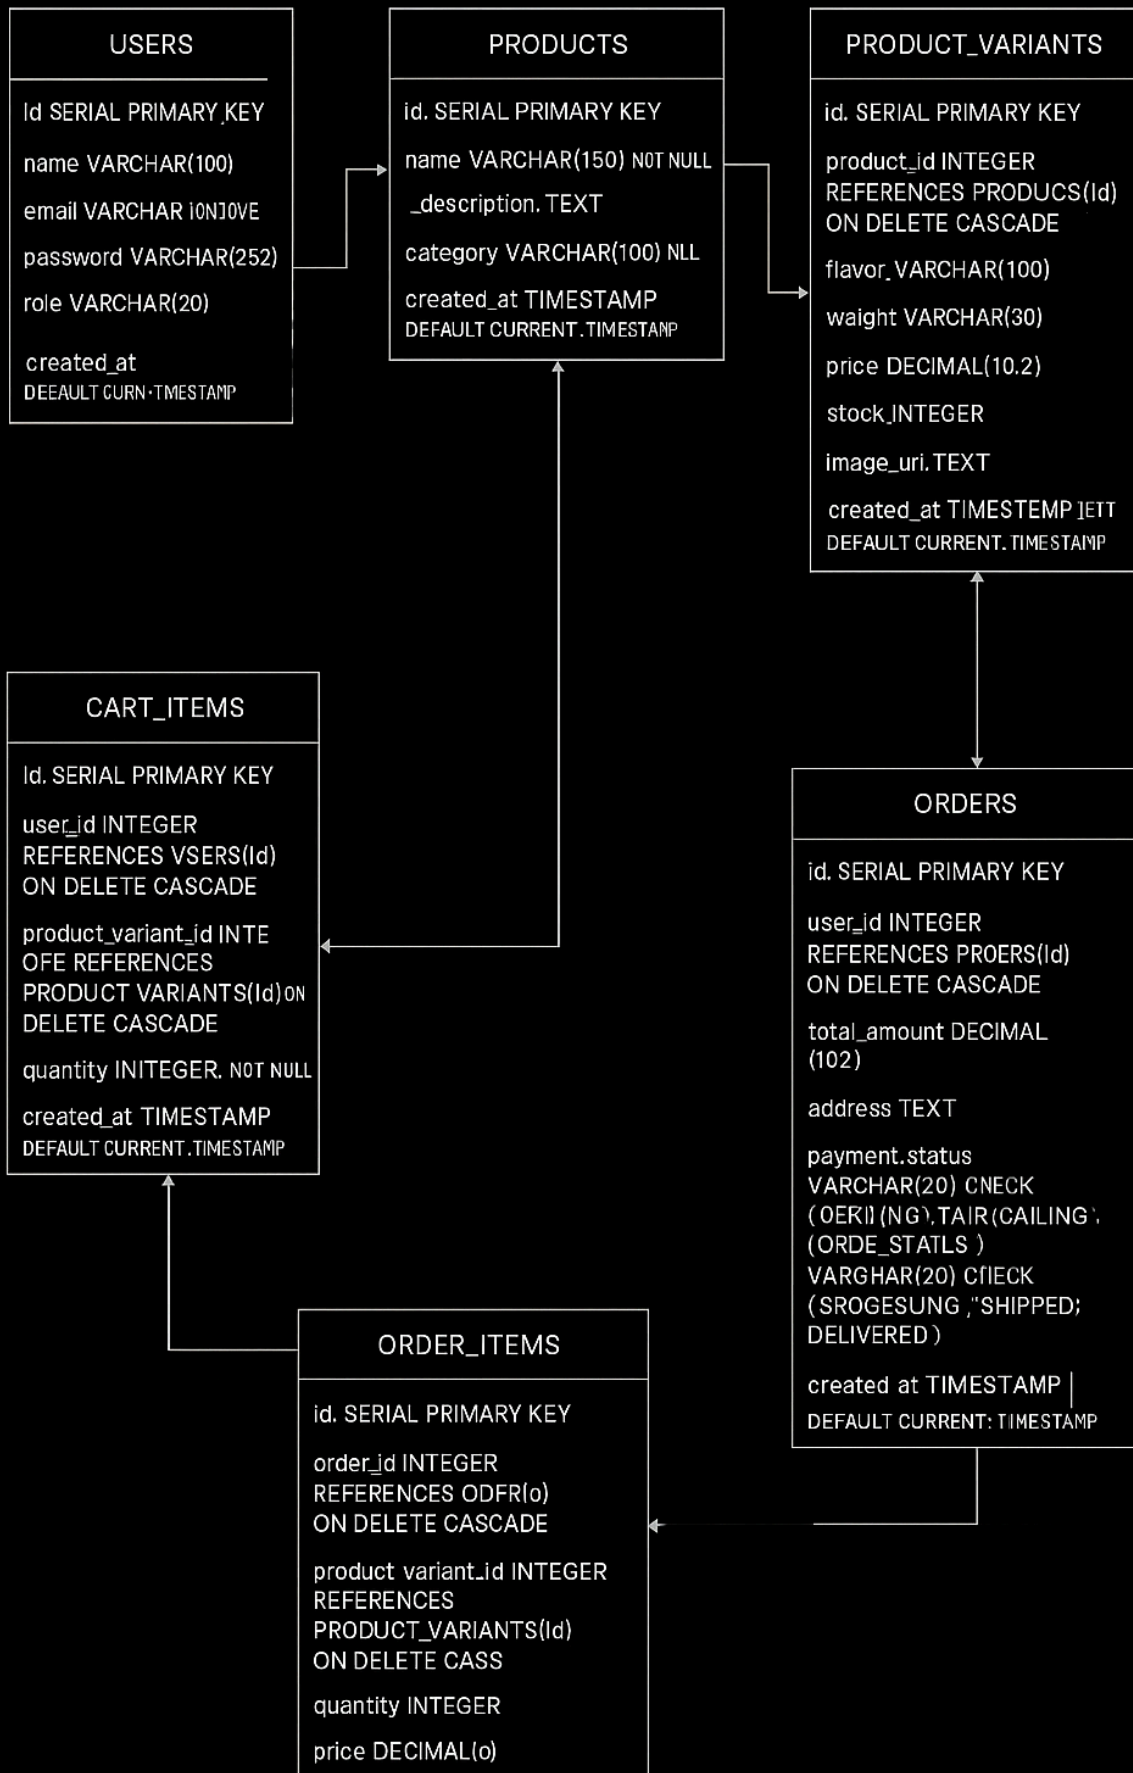 USERS
Id SERIAL PRIMARY KEY
name VARCHAR(100)
email VARCHAR
password VARCHAR(252)
role VARCHAR(20)
created_at
DEEAULT CURN·TMESTAMP
PRODUCTS
id. SERIAL PRIMARY KEY
name VARCHAR(150) NOT NULL
_description. TEXT
category VARCHAR(100) NLL
created_at TIMESTAMP
DEFAULT CURRENT.TIMESTAMP
PRODUCT_VARIANTS
id. SERIAL PRIMARY KEY
product_id INTEGER
REFERENCES PRODUCS(Id)
ON DELETE CASCADE
flavor_VARCHAR(100)
waight VARCHAR(30)
price DECIMAL(10.2)
stock_INTEGER
image_uri. TEXT
created_at TIMESTEMP
DEFAULT CURRENT. TIMESTAMP
CART_ITEMS
Id. SERIAL PRIMARY KEY
user_id INTEGER
REFERENCES VSERS(Id)
ON DELETE CASCADE
product_variant_id INTE
OFE REFERENCES
PRODUCT VARIANTS(Id) ON
DELETE CASCADE
quantity INITEGER. NOT NULL
created_at TIMESTAMP
DEFAULT CURRENT.TIMESTAMP
ORDERS
id. SERIAL PRIMARY KEY
user_id INTEGER
REFERENCES PROERS(Id)
ON DELETE CASCADE
total_amount DECIMAL
(102)
address TEXT
payment.status
VARCHAR(20) CNECK
(ORDE_STATLS )
VARGHAR(20)
(SROGESUNG ,"SHIPPED;
DELIVERED )
created at TIMESTAMP
DEFAULT CURRENT: TIMESTAMP
ORDER_ITEMS
id. SERIAL PRIMARY KEY
order_id INTEGER
REFERENCES ODFR(o)
ON DELETE CASCADE
product variant_id INTEGER
REFERENCES
PRODUCT_VARIANTS(Id)
ON DELETE CASS
quantity INTEGER
price DECIMAL(o)